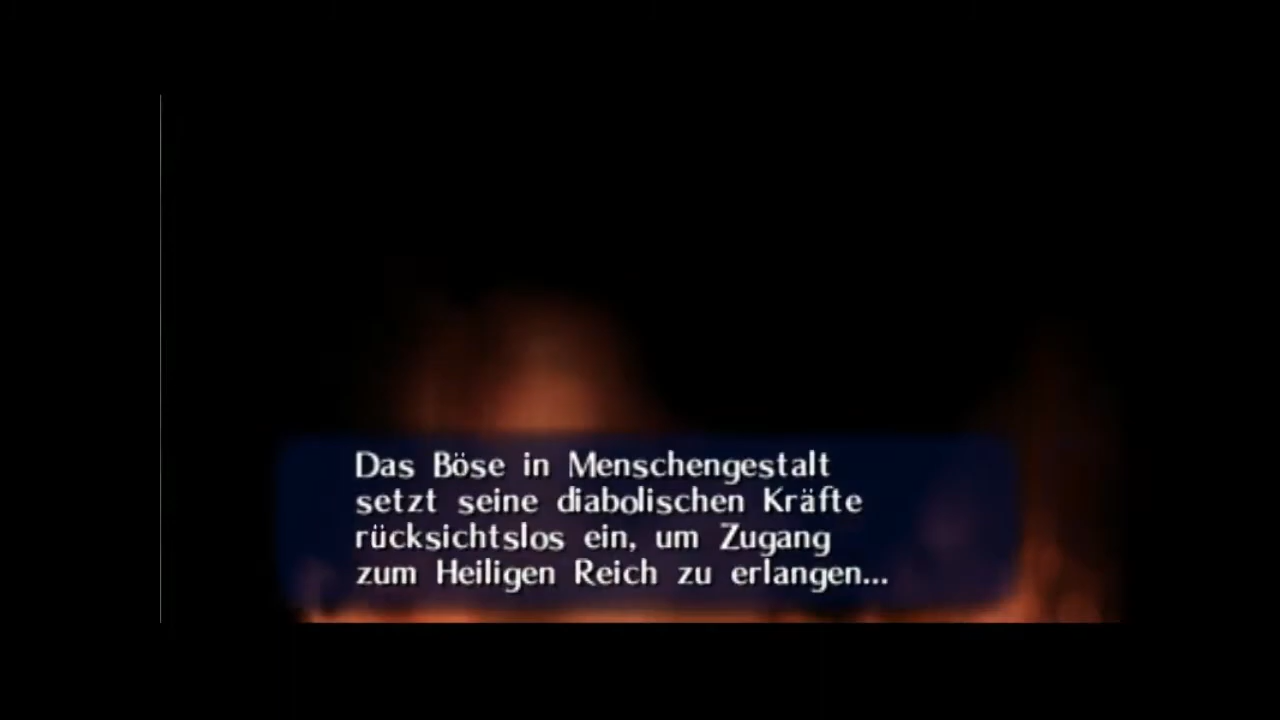 Das Böse in Menschengestalt
setzt seine diabolischen Kräfte
rücksichtslos ein, um Zugang
zum Heiligen Reich zu erlangen...